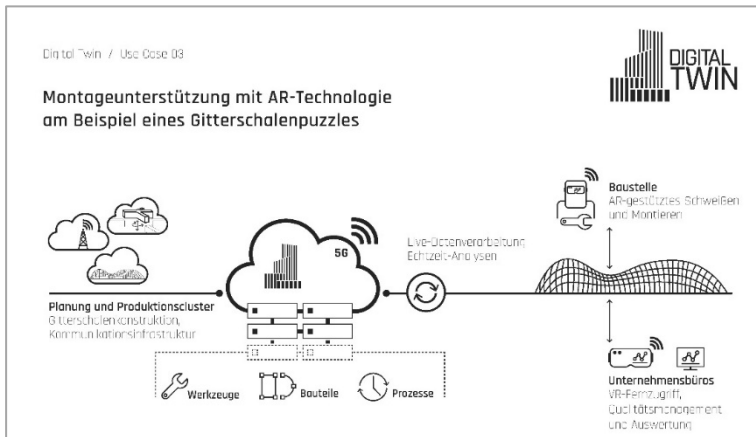 Digital Twin / Use Case 03
DIGITAL
TWIN
Montageunterstützung mit AR-Technologie
am Beispiel eines Gitterschalenpuzzles
5G
Live-Datenverarbeitung
Echtzeit-Analysen
Baustelle
AR-gestütztes Schweißen
und Montieren
Planung und Produktionscluster
Gitterschalenkonstruktion,
Kommunikationsinfrastruktur
Werkzeuge
Bauteile
Prozesse
Unternehmensbüros
VR-Fernzugriff,
Qualitätsmanagement
und Auswertung